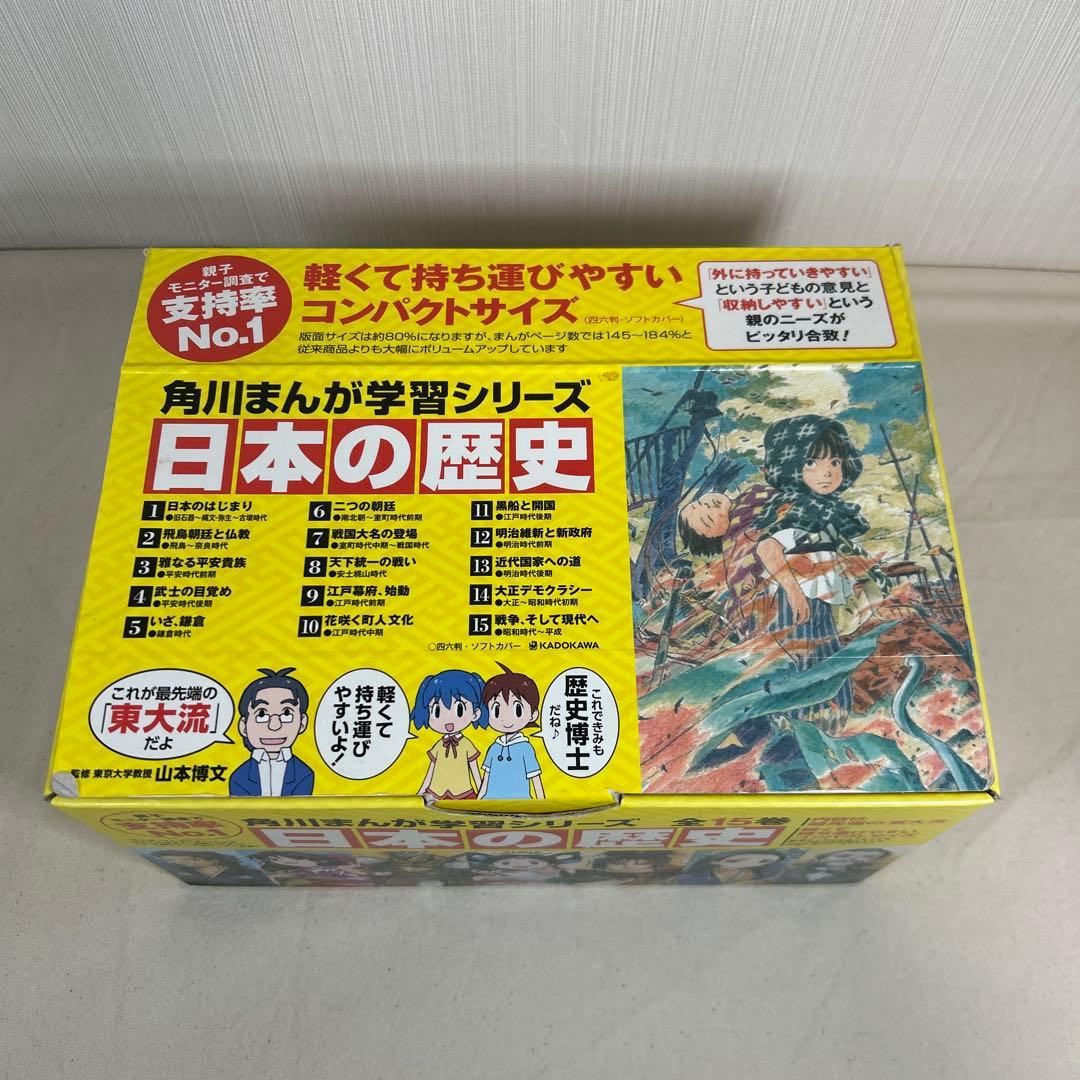 親子
モニター調査で
支持率
No.1
軽くて持ち運びやすい
コンパクトサイズ(四六判・ソフトカバー)
版面サイズは約80%になりますが、まんがページ数では145〜184%と
従来商品よりも大幅にボリュームアップしています
「外に持っていきやすい」
という子どもの意見と
「収納しやすい」という
親のニーズが
ピッタリ合致!
角川まんが学習シリーズ
日本の歴史
1 日本のはじまり
●旧石器〜縄文・弥生〜古墳時代
2 飛鳥朝廷と仏教
●飛鳥〜奈良時代
3 雅なる平安貴族
●平安時代前期
4 武士の目覚め
●平安時代後期
5 いざ、鎌倉
●鎌倉時代
6 二つの朝廷
●南北朝〜室町時代前期
7 戦国大名の登場
●室町時代中期〜戦国時代
8 天下統一の戦い
●安土桃山時代
9 江戸幕府、始動
●江戸時代前期
10 花咲く町人文化
●江戸時代中期
11 黒船と開国
●江戸時代後期
12 明治維新と新政府
●明治時代前期
13 近代国家への道
●明治時代後期
14 大正デモクラシー
●大正〜昭和時代初期
15 戦争、そして現代へ
●昭和時代〜平成
○四六判・ソフトカバー KADOKAWA
これが最先端の
「東大流」
だよ
軽くて
持ち運び
やすいよ!
これできみも
歴史博士
だね♪
監修 東京大学教授 山本博文
支持率
No.1
角川まんが学習シリーズ 全15巻
日本の歴史